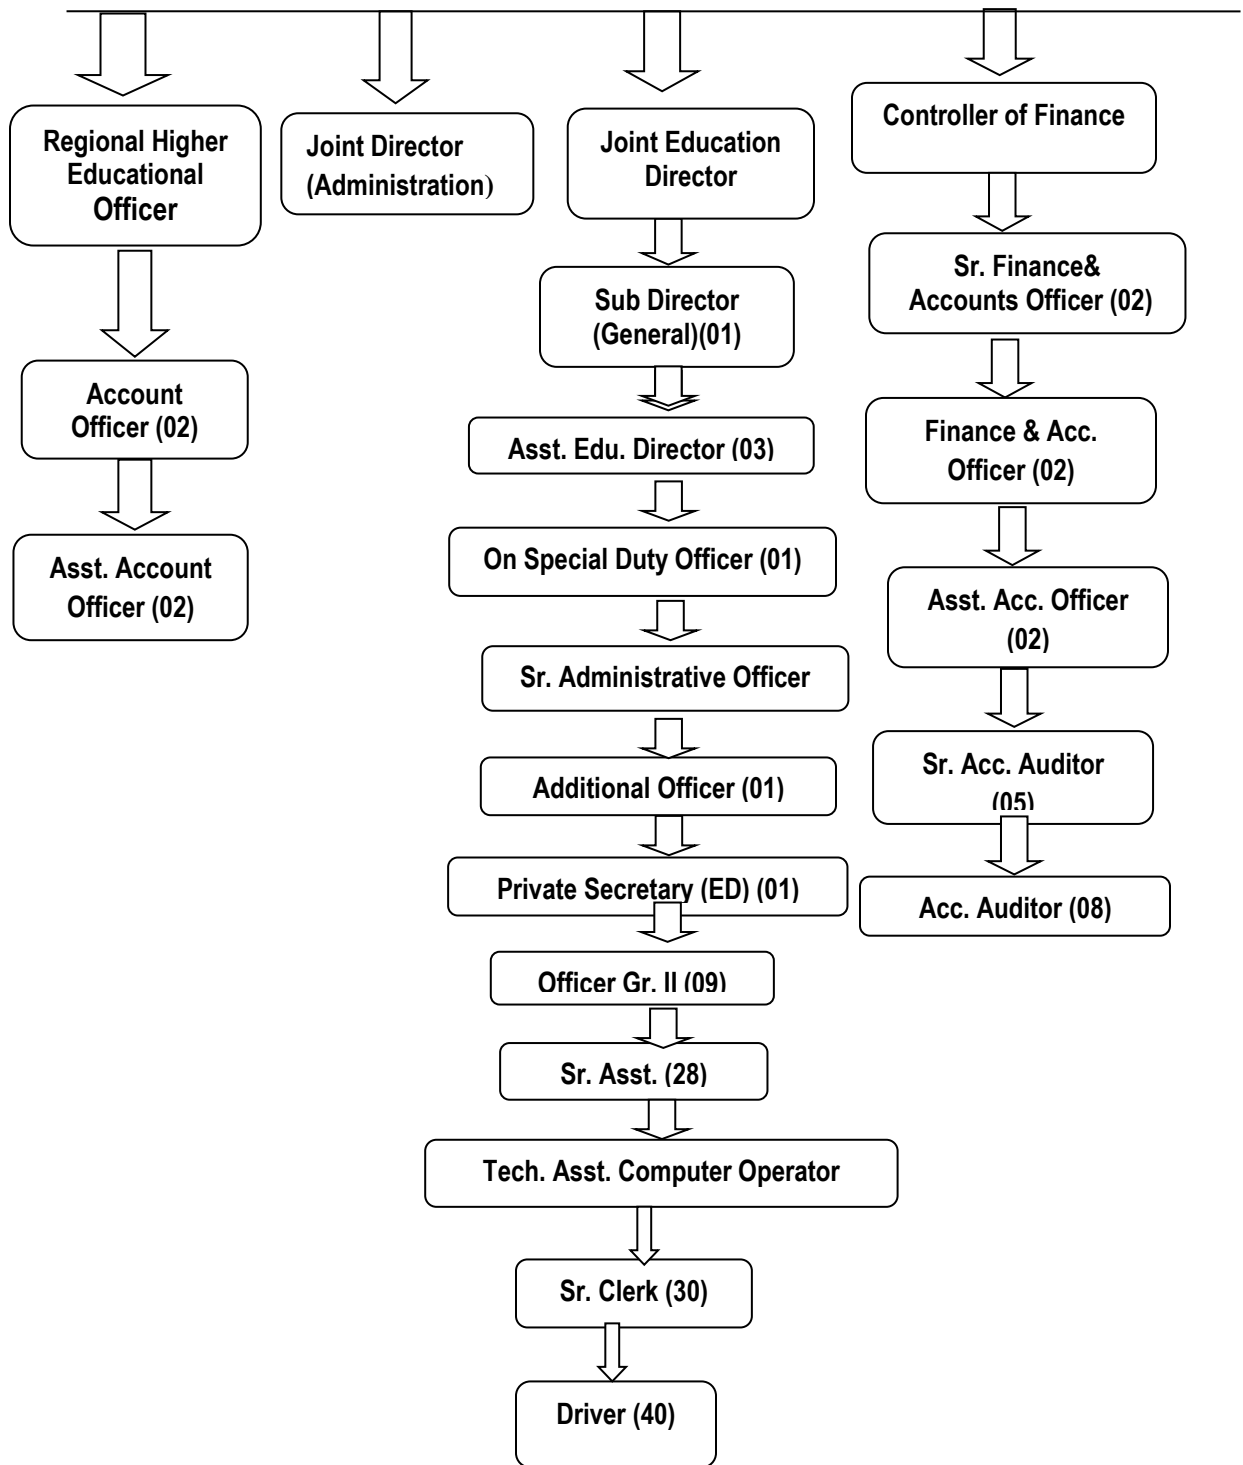 Regional Higher
Educational
Officer
Account
Officer (02)
Asst. Account
Officer (02)
Joint Director
(Administration)
Joint Education
Director
Sub Director
(General)(01)
Asst. Edu. Director (03)
On Special Duty Officer (01)
Sr. Administrative Officer
Additional Officer (01)
Private Secretary (ED) (01)
Officer Gr. II (09)
Sr. Asst. (28)
Tech. Asst. Computer Operator
Sr. Clerk (30)
Driver (40)
Controller of Finance
Sr. Finance&
Accounts Officer (02)
Finance & Acc.
Officer (02)
Asst. Acc. Officer
(02)
Sr. Acc. Auditor
(05)
Acc. Auditor (08)